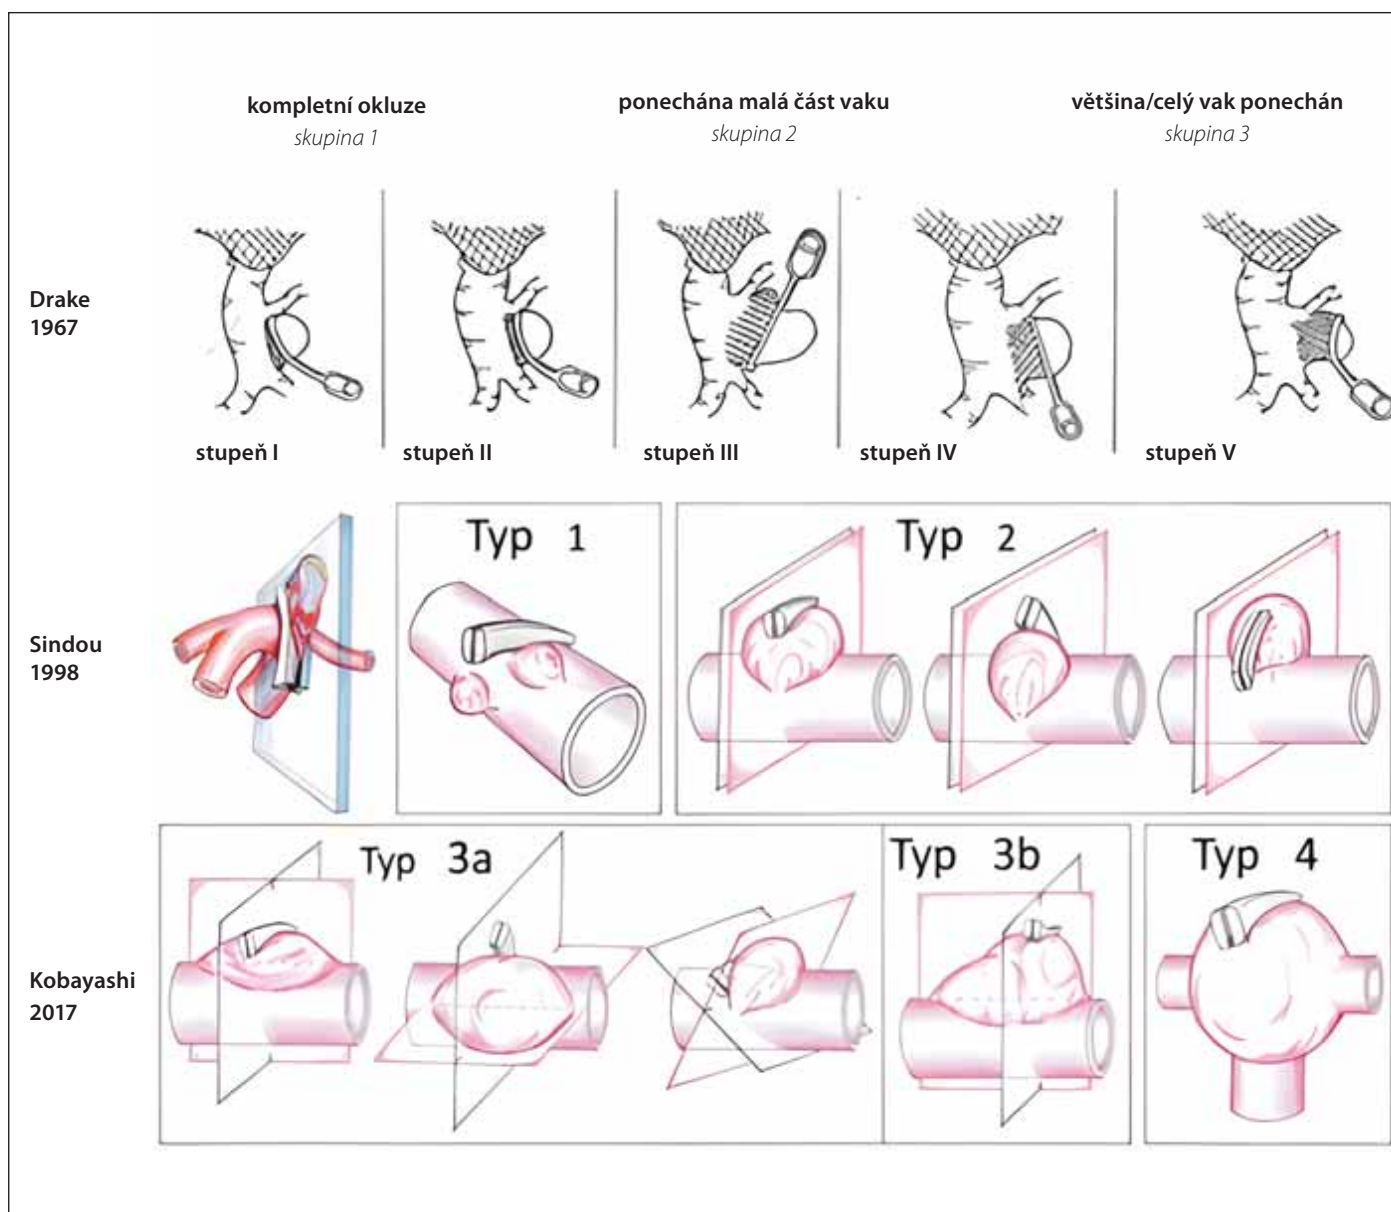 kompletní okluze
skupina 1
ponechána malá část vaku
skupina 2
většina/celý vak ponechán
skupina 3
Drake
1967
stupeň I
stupeň II
stupeň III
stupeň IV
stupeň V
Sindou
1998
Typ 1
Typ 2
Kobayashi
2017
Typ 3a
Typ 3b
Typ 4